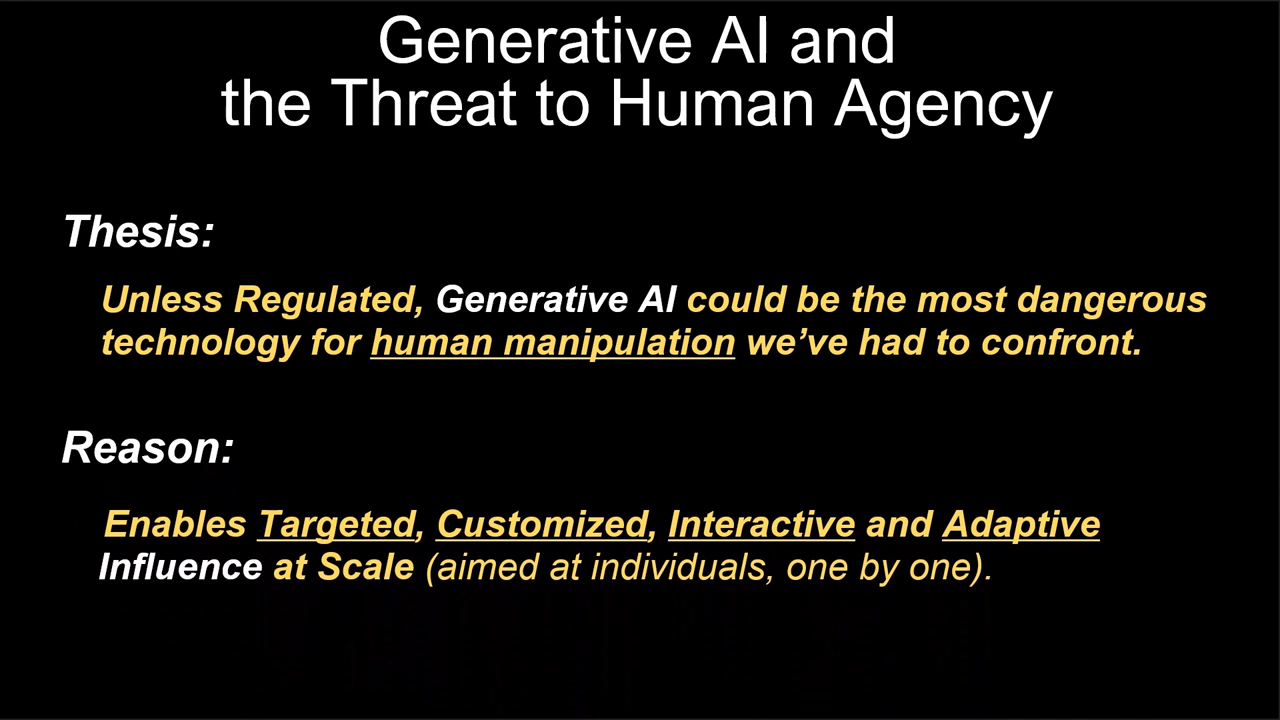 Generative AI and
the Threat to Human Agency
Thesis:
Unless Regulated, Generative AI could be the most dangerous
technology for human manipulation we’ve had to confront.
Reason:
Enables Targeted, Customized, Interactive and Adaptive
Influence at Scale (aimed at individuals, one by one).